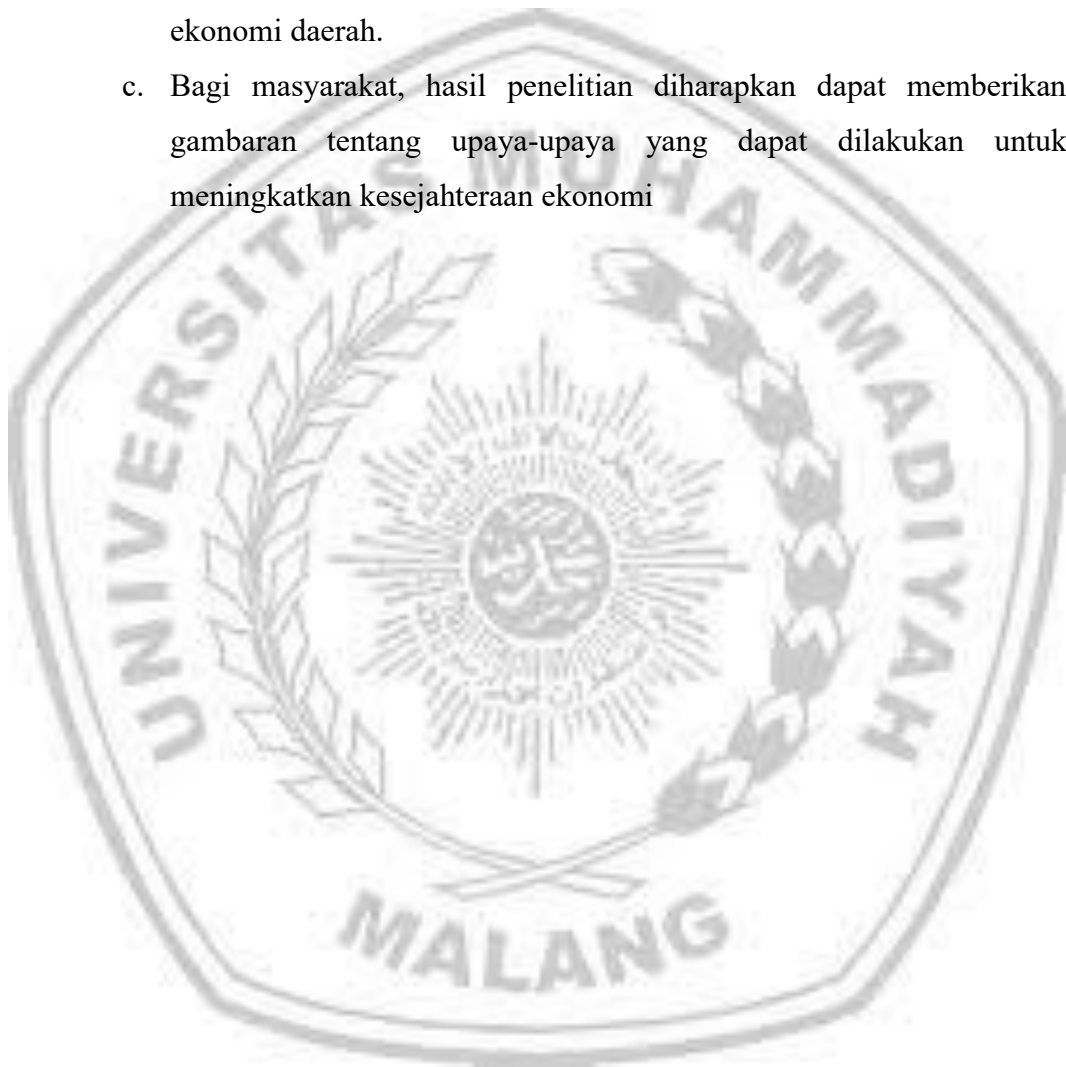 ekonomi daerah.
c. Bagi masyarakat, hasil penelitian diharapkan dapat memberikan
gambaran tentang upaya-upaya yang dapat dilakukan untuk
meningkatkan kesejahteraan ekonomi
UNIVERSITAS MUHAMMADIYAH
MALANG